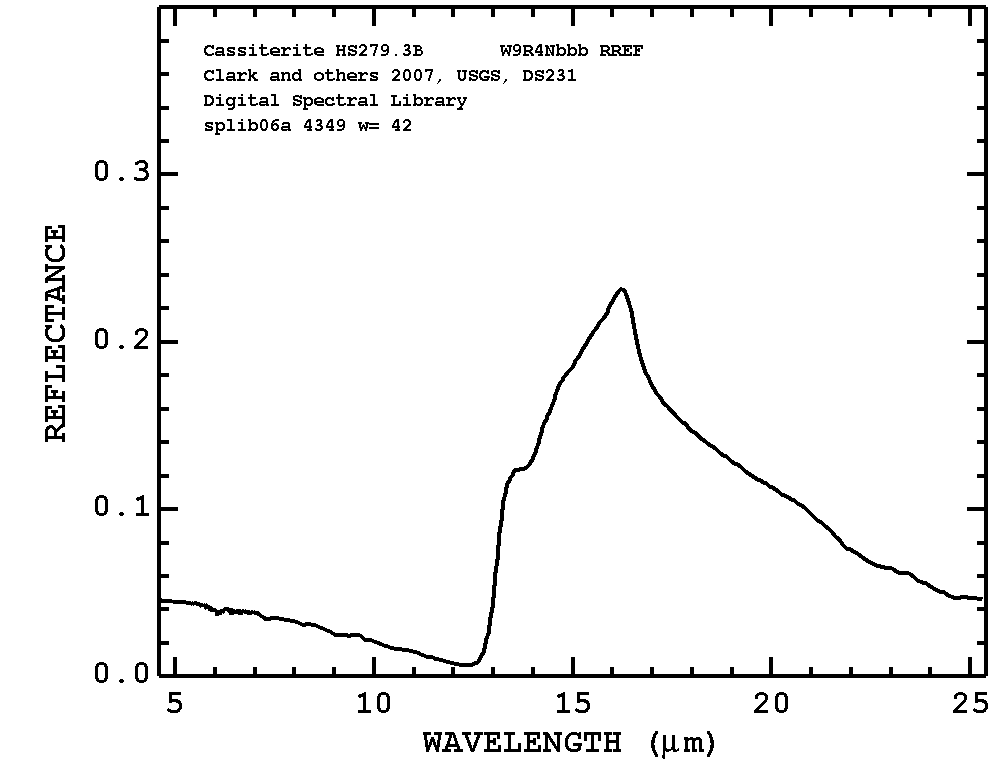 Cassiterite HS279.3B W9R4Nbbb RREF
Clark and others 2007, USGS, DS231
Digital Spectral Library
splib06a 4349 w= 42
0.3
0.2
0.1
0.0
REFLECTANCE
5 10 15 20 25
WAVELENGTH (μm)